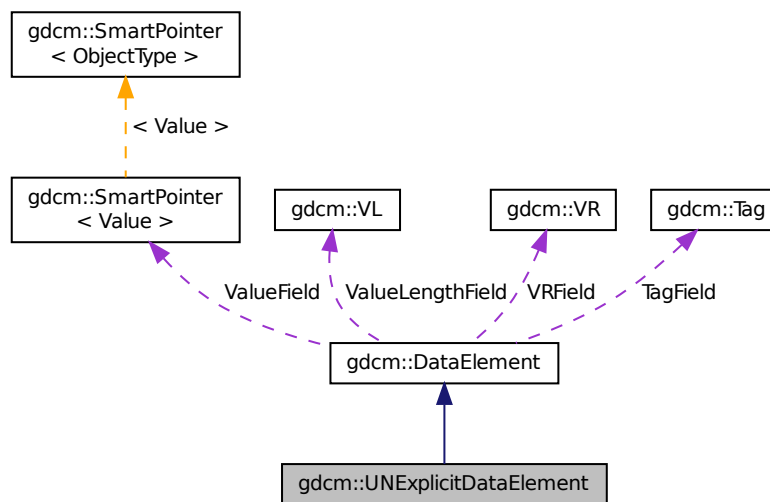 gdcm::SmartPointer
< ObjectType >
< Value >
gdcm::SmartPointer
< Value >
gdcm::VL
gdcm::VR
gdcm::Tag
ValueField
ValueLengthField
VRField
TagField
gdcm::DataElement
gdcm::UNExplicitDataElement